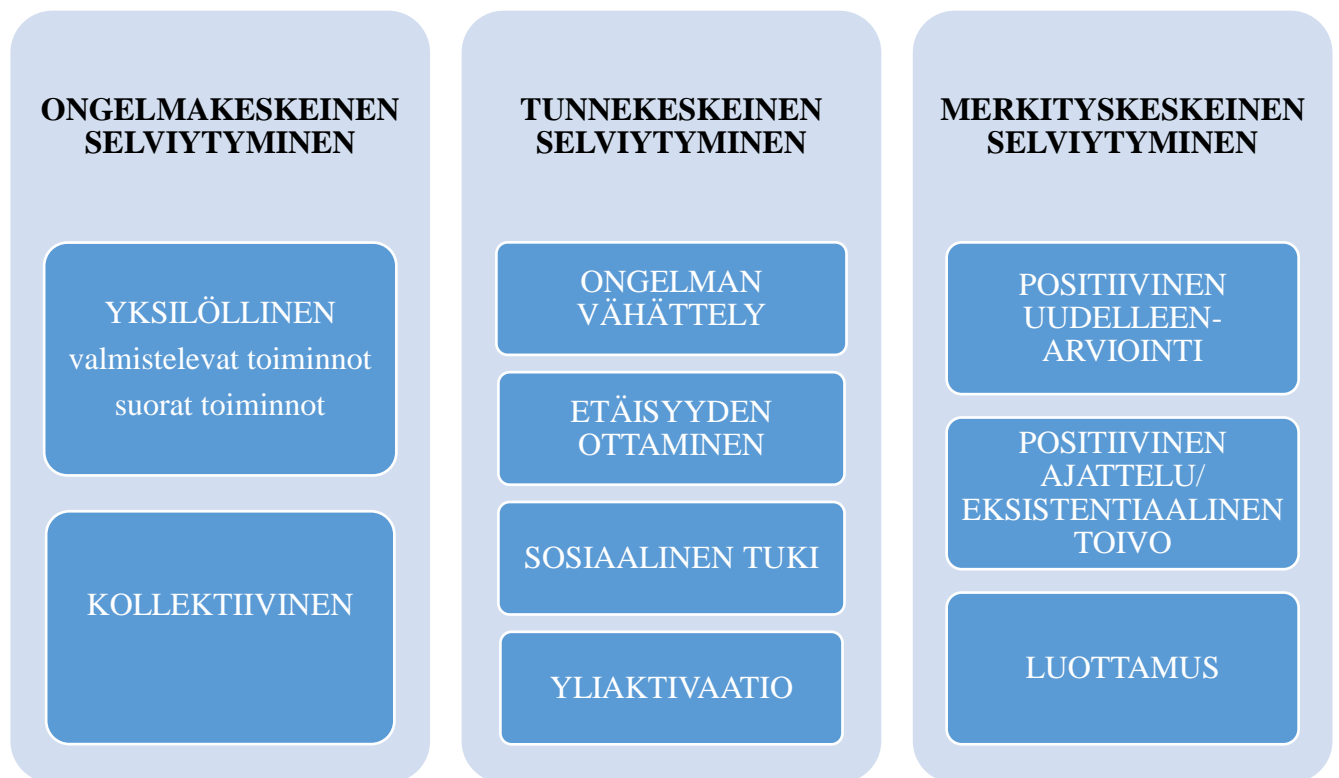 ONGELMAKESKEINEN
SELVIYTYMINEN
YKSILÖLLINEN
valmistelevat toiminnot
suorat toiminnot
KOLLEKTIIVINEN
TUNNEKESKEINEN
SELVIYTYMINEN
ONGELMAN
VÄHÄTTELY
ETÄISYYDEN
OTTAMINEN
SOSIAALINEN TUKI
YLIAKTIVAATIO
MERKITYSKESKEINEN
SELVIYTYMINEN
POSITIIVINEN
UUDELLEEN-
ARVIOINTI
POSITIIVINEN
AJATTELU/
EKSISTENTIAALINEN
TOIVO
LUOTTAMUS